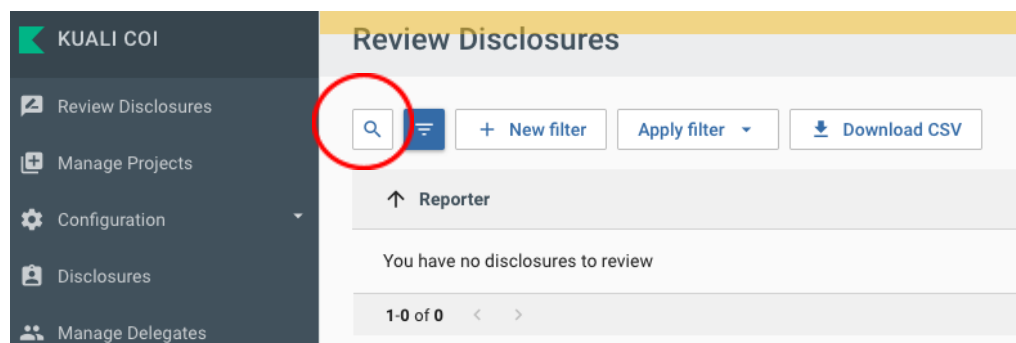 KUALI COI
Review Disclosures
Manage Projects
Configuration
Disclosures
Manage Delegates
Review Disclosures
+ New filter
Apply filter
Download CSV
Reporter
You have no disclosures to review
1-0 of 0